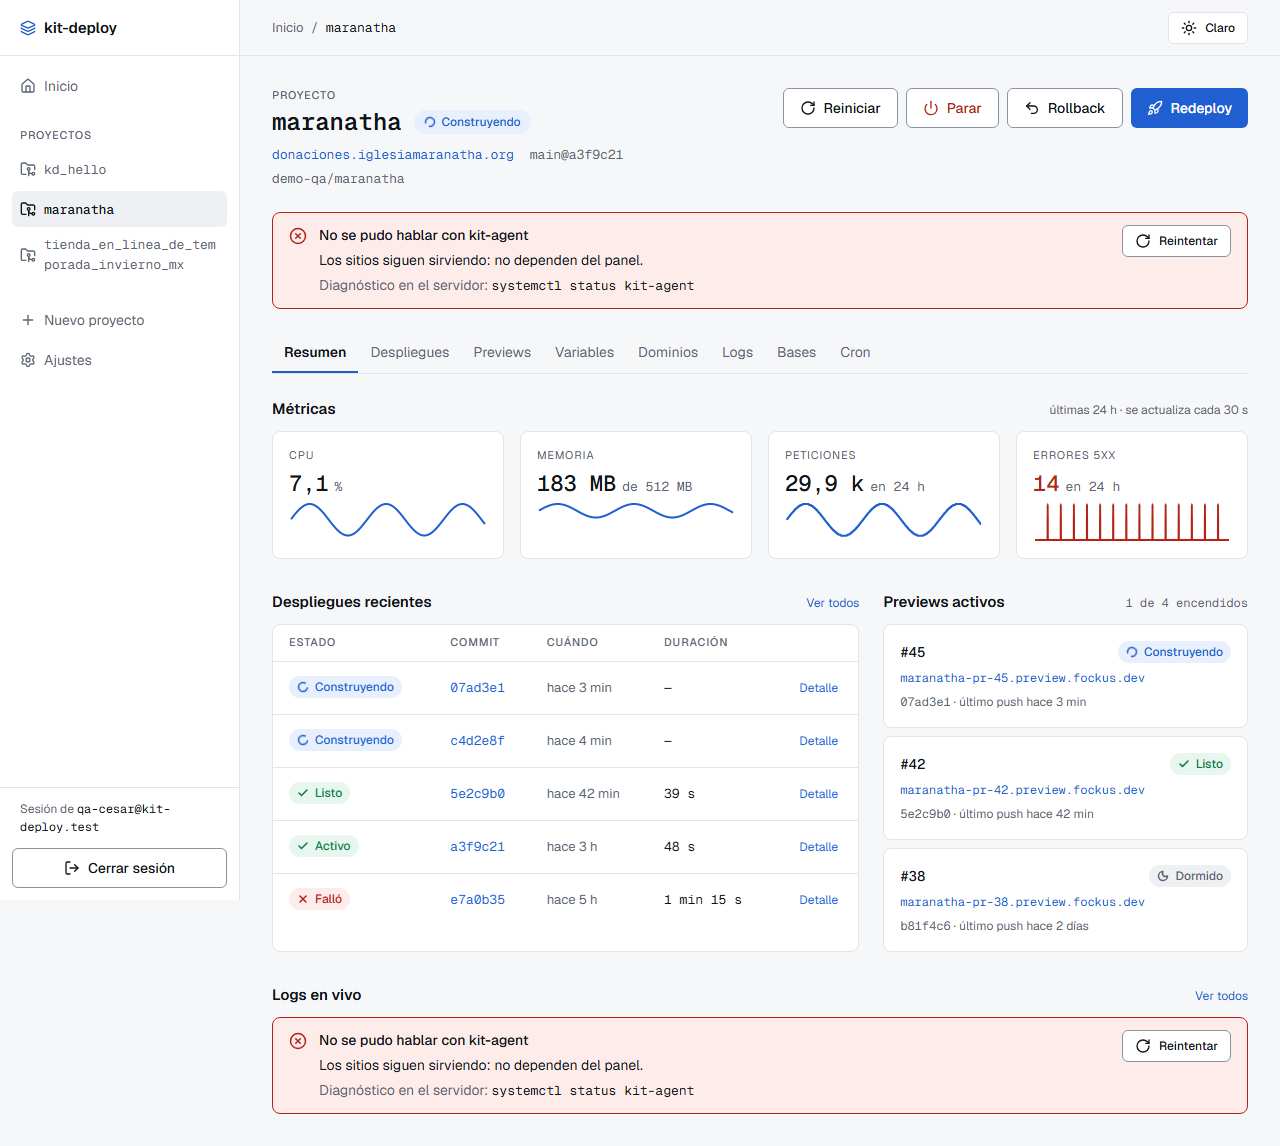 kit-deploy
Inicio / maranatha
Claro
Inicio
PROYECTOS
kd_hello
maranatha
tienda_en_linea_de_tem
porada_invierno_mx
Nuevo proyecto
Ajustes
Sesión de qa-cesar@kit-
deploy.test
Cerrar sesión
PROYECTO
maranatha Construyendo
Reiniciar Parar Rollback Redeploy
donaciones.iglesiamaranatha.org main@a3f9c21
demo-qa/maranatha
No se pudo hablar con kit-agent
Los sitios siguen sirviendo: no dependen del panel.
Diagnóstico en el servidor: systemctl status kit-agent
Reintentar
Resumen Despliegues Previews Variables Dominios Logs Bases Cron
Métricas
últimas 24 h · se actualiza cada 30 s
CPU
7,1 %
MEMORIA
183 MB de 512 MB
PETICIONES
29,9 k en 24 h
ERRORES 5XX
14 en 24 h
Despliegues recientes Ver todos
ESTADO COMMIT CUÁNDO DURACIÓN
Construyendo 07ad3e1 hace 3 min — Detalle
Construyendo c4d2e8f hace 4 min — Detalle
Listo 5e2c9b0 hace 42 min 39 s Detalle
Activo a3f9c21 hace 3 h 48 s Detalle
Falló e7a0b35 hace 5 h 1 min 15 s Detalle
Previews activos 1 de 4 encendidos
#45 Construyendo
maranatha-pr-45.preview.fockus.dev
07ad3e1 · último push hace 3 min
#42 Listo
maranatha-pr-42.preview.fockus.dev
5e2c9b0 · último push hace 42 min
#38 Dormido
maranatha-pr-38.preview.fockus.dev
b81f4c6 · último push hace 2 días
Logs en vivo Ver todos
No se pudo hablar con kit-agent
Los sitios siguen sirviendo: no dependen del panel.
Diagnóstico en el servidor: systemctl status kit-agent
Reintentar